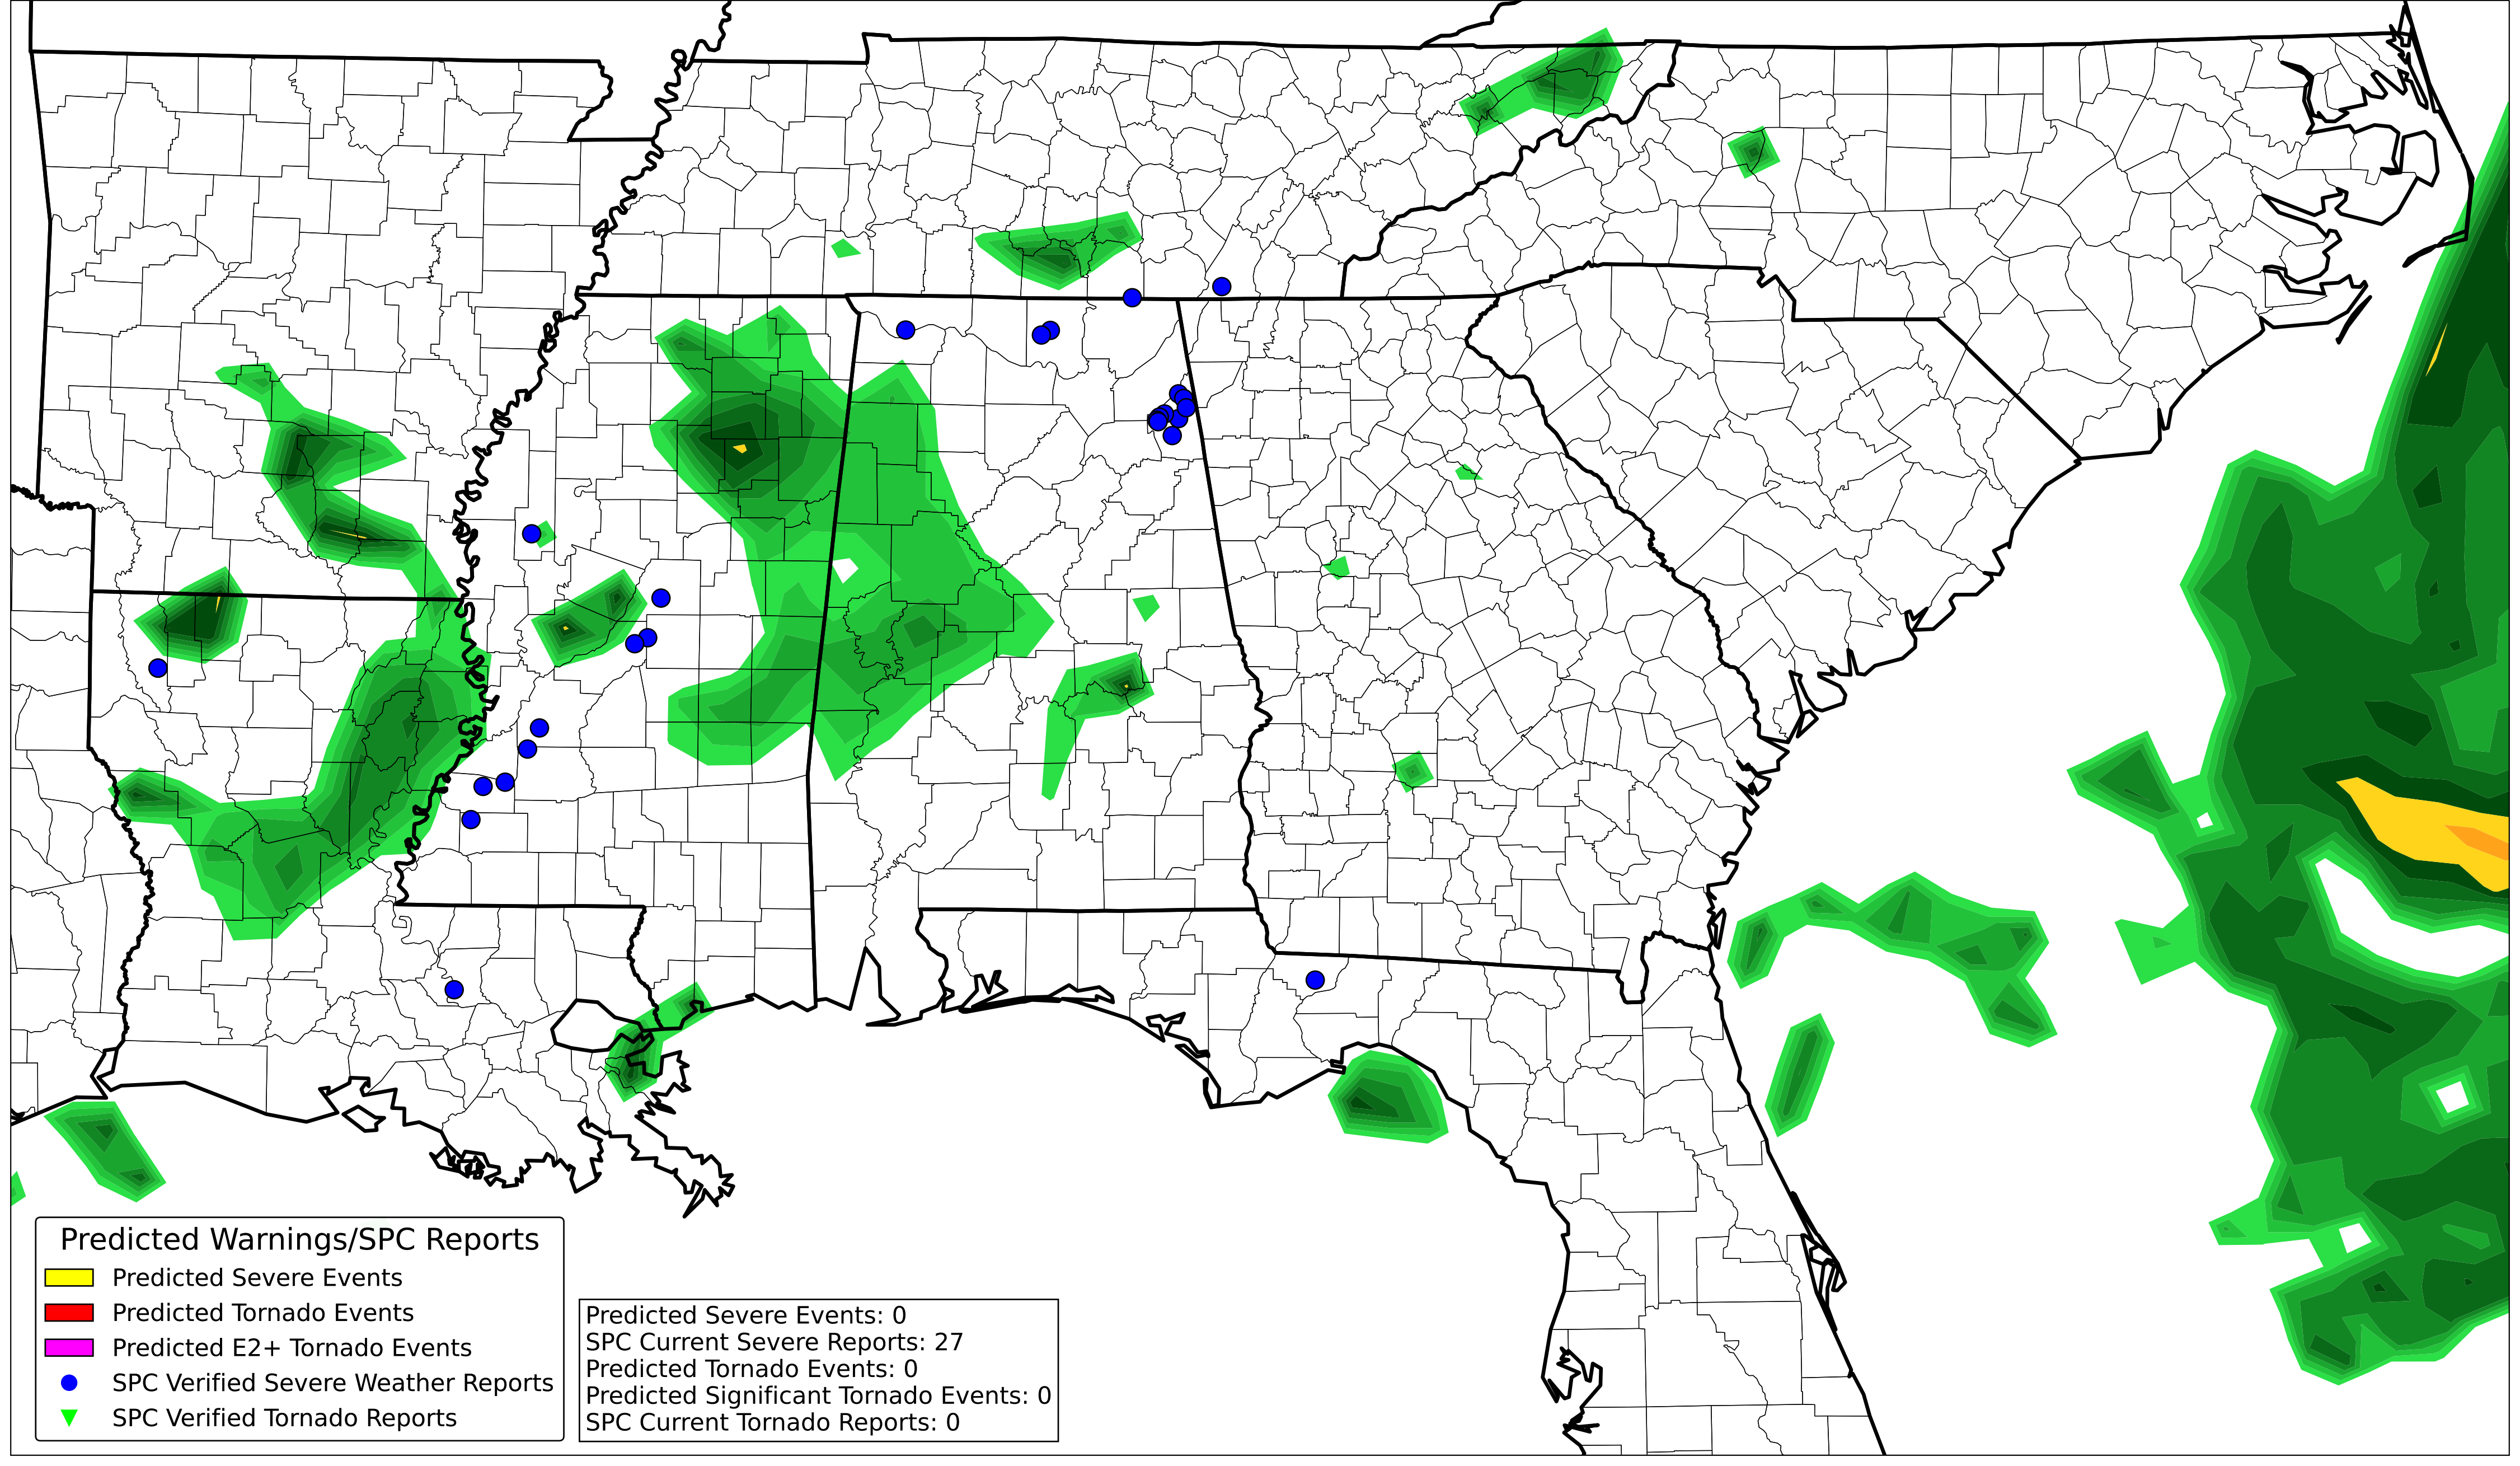 Predicted Warnings/SPC Reports
Predicted Severe Events
Predicted Tornado Events
Predicted E2+ Tornado Events
SPC Verified Severe Weather Reports
SPC Verified Tornado Reports
Predicted Severe Events: 0
SPC Current Severe Reports: 27
Predicted Tornado Events: 0
Predicted Significant Tornado Events: 0
SPC Current Tornado Reports: 0